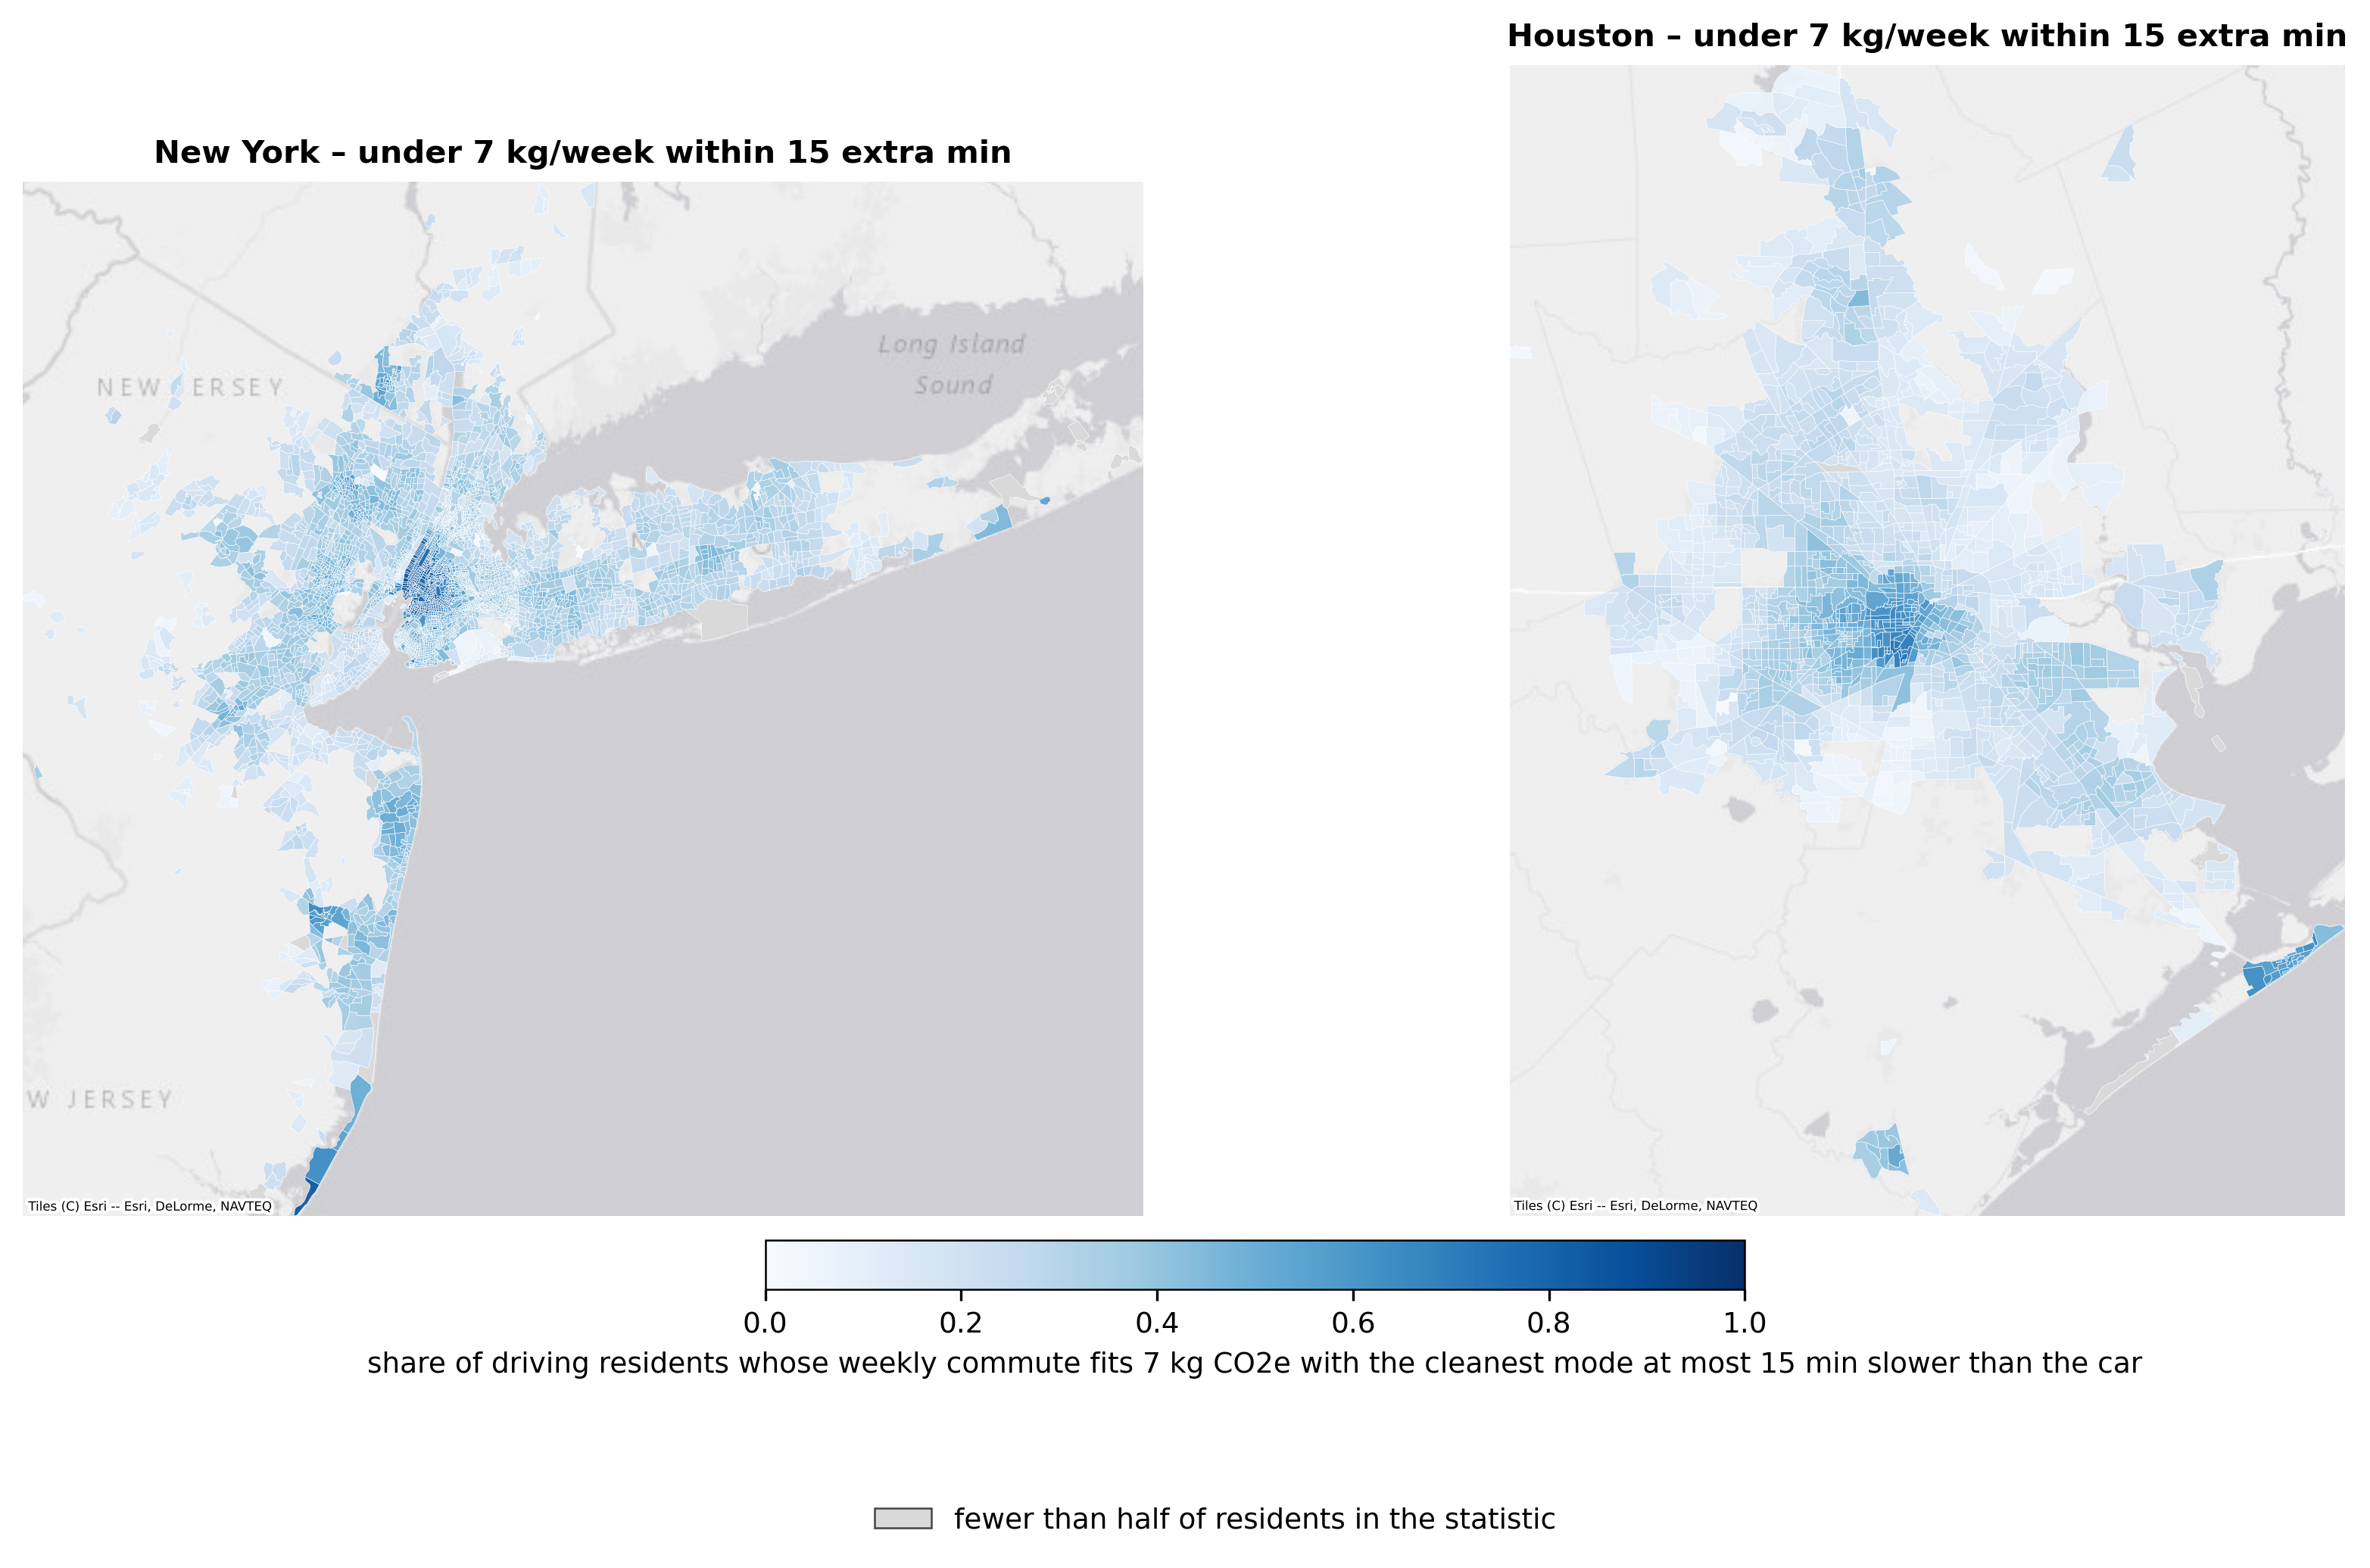 Houston – under 7 kg/week within 15 extra min
New York – under 7 kg/week within 15 extra min
Long Island
Sound
NEW JERSEY
N
W JERSEY
Tiles (C) Esri -- Esri, DeLorme, NAVTEQ
Tiles (C) Esri -- Esri, DeLorme, NAVTEQ
0.0 0.2 0.4 0.6 0.8 1.0
share of driving residents whose weekly commute fits 7 kg CO2e with the cleanest mode at most 15 min slower than the car
fewer than half of residents in the statistic